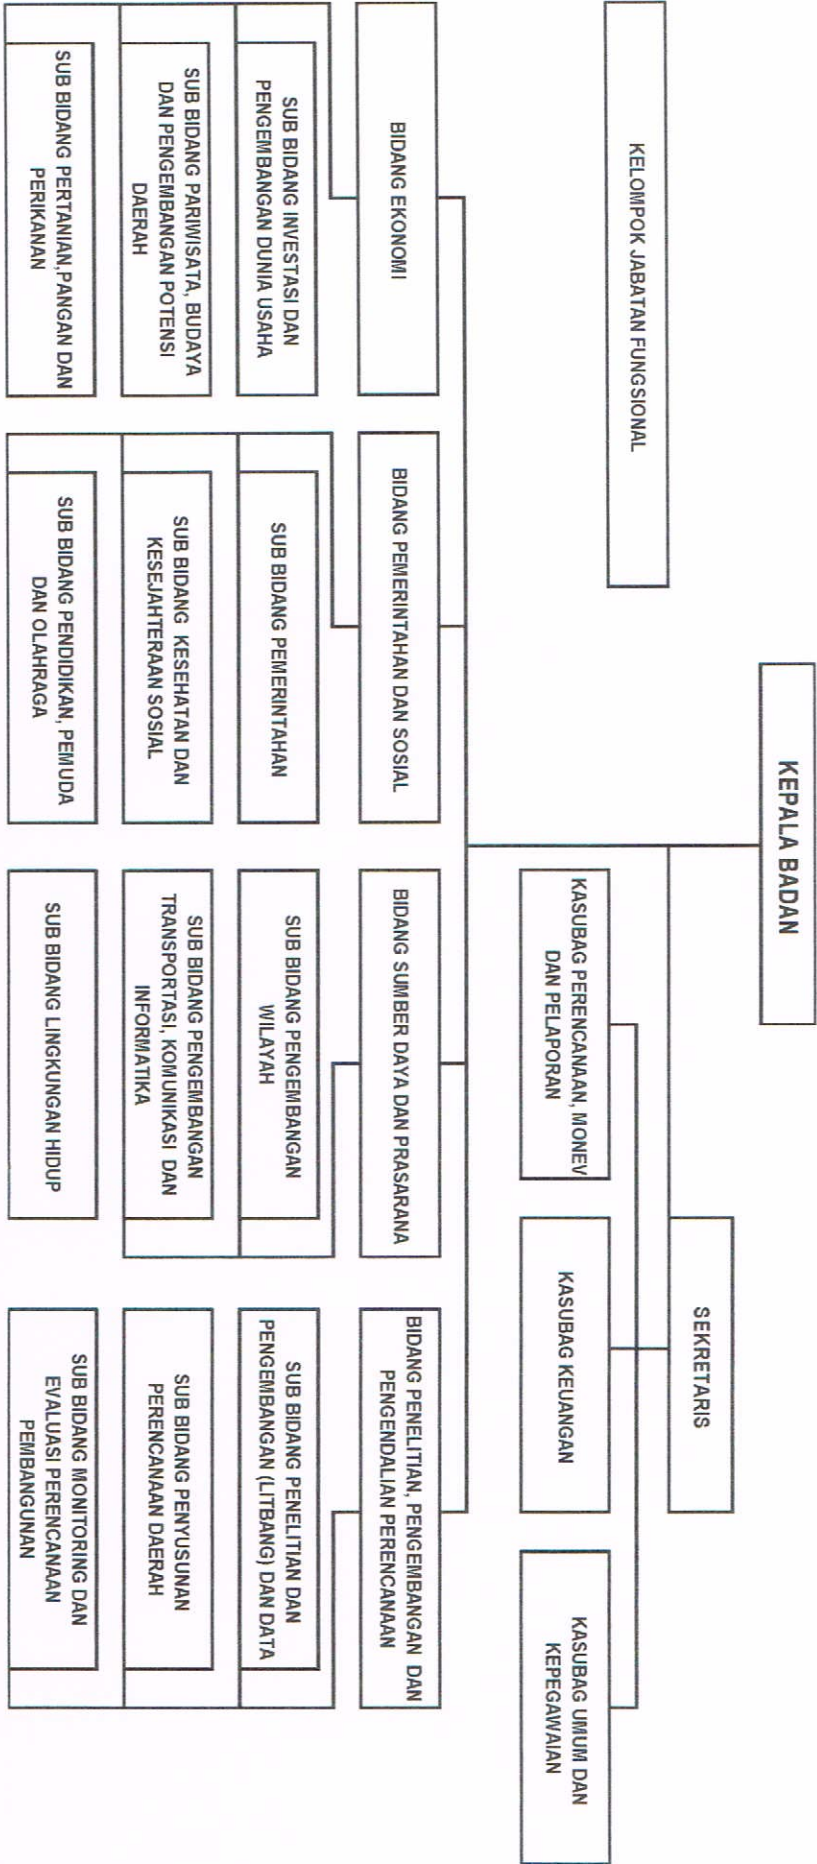 KEPALA BADAN
KELOMPOK JABATAN FUNGSIONAL
SEKRETARIS
KASUBAG PERENCANAAN, MONEV
DAN PELAPORAN
KASUBAG KEUANGAN
KASUBAG UMUM DAN
KEPEGAWAIAN
BIDANG EKONOMI
BIDANG PEMERINTAHAN DAN SOSIAL
BIDANG SUMBER DAYA DAN PRASARANA
BIDANG PENELITIAN, PENGEMBANGAN DAN
PENGENDALIAN PERENCANAAN
SUB BIDANG INVESTASI DAN
PENGEMBANGAN DUNIA USAHA
SUB BIDANG PEMERINTAHAN
SUB BIDANG PENGEMBANGAN
WILAYAH
SUB BIDANG PENELITIAN DAN
PENGEMBANGAN (LITBANG) DAN DATA
SUB BIDANG PARIWISATA, BUDAYA
DAN PENGEMBANGAN POTENSI
DAERAH
SUB BIDANG KESEHATAN DAN
KESEJAHTERAAN SOSIAL
SUB BIDANG PENGEMBANGAN
TRANSPORTASI, KOMUNIKASI DAN
INFORMATIKA
SUB BIDANG PENYUSUNAN
PERENCANAAN DAERAH
SUB BIDANG PERTANIAN,PANGAN DAN
PERIKANAN
SUB BIDANG PENDIDIKAN, PEMUDA
DAN OLAHRAGA
SUB BIDANG LINGKUNGAN HIDUP
SUB BIDANG MONITORING DAN
EVALUASI PERENCANAAN
PEMBANGUNAN